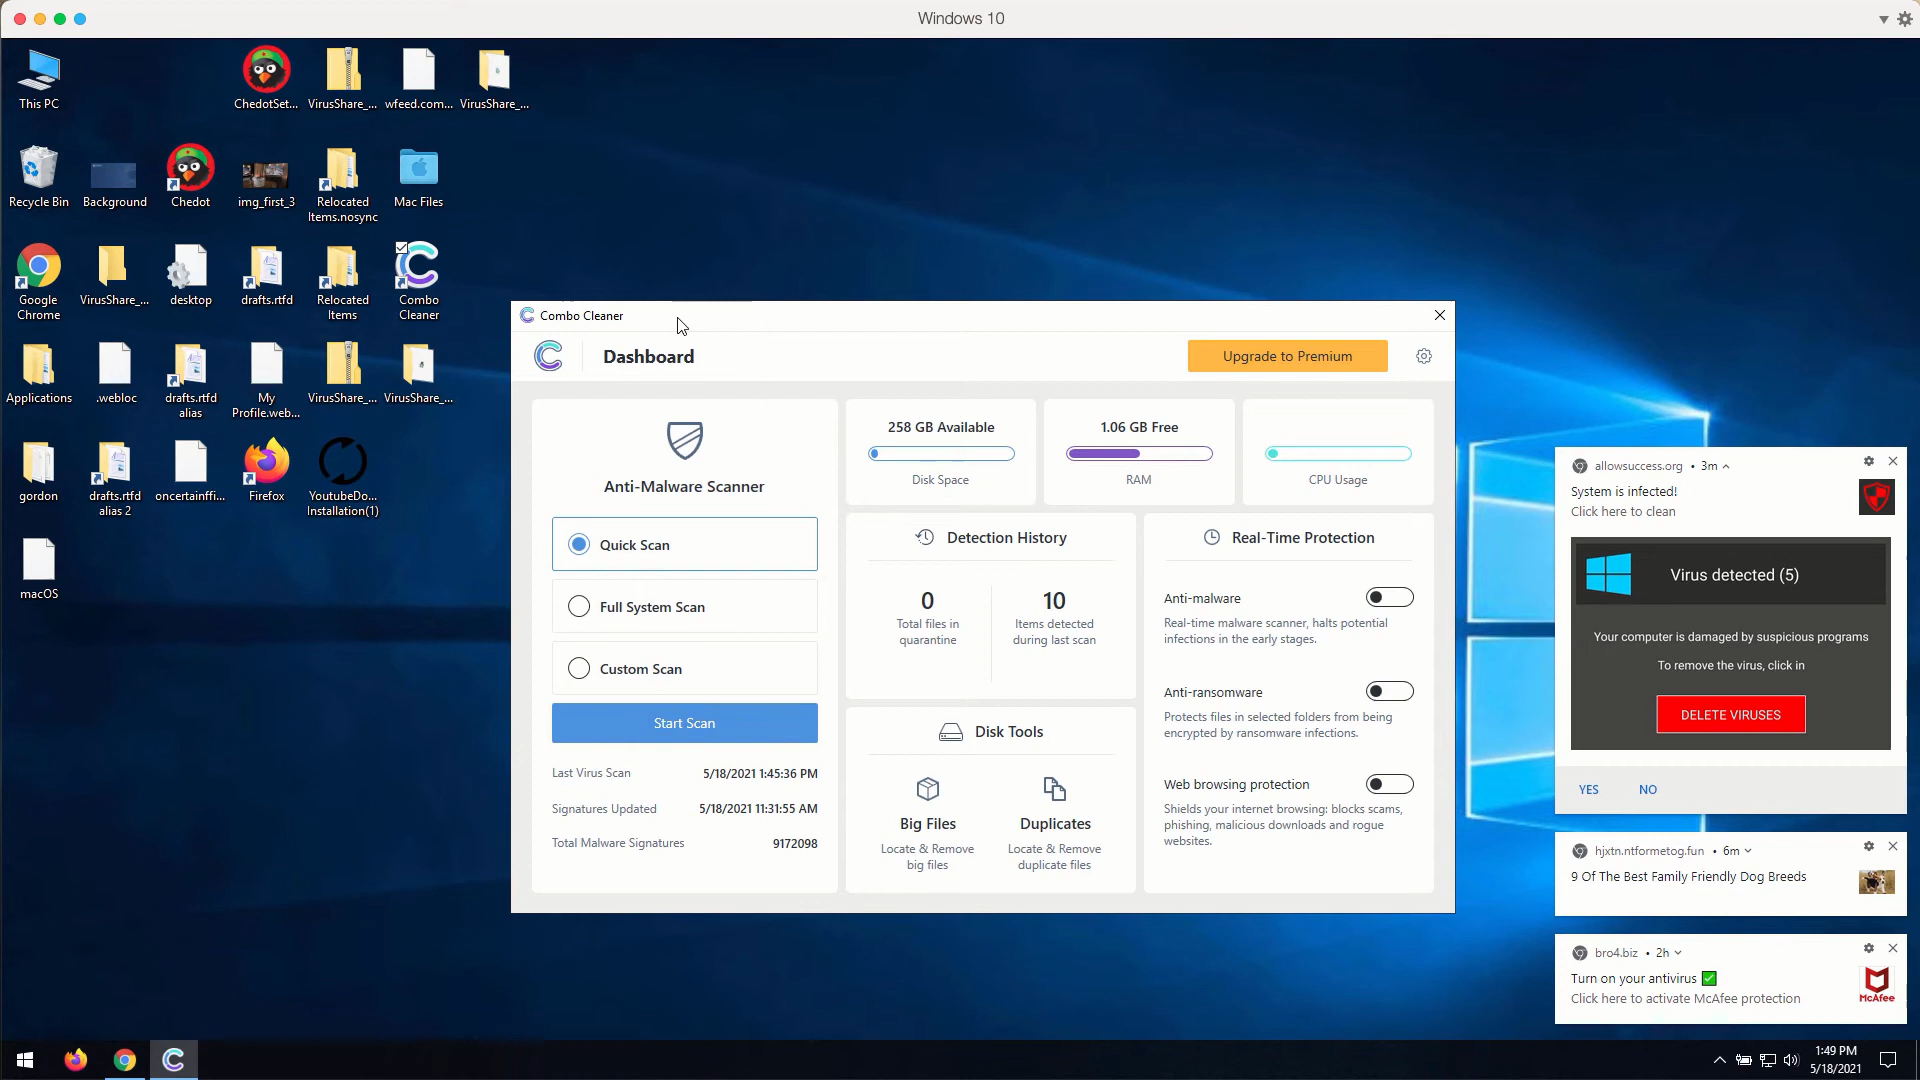 Windows 10
This PC
ChedotSet...
VirusShare_...
wfeed.com...
VirusShare_...
Recycle Bin
Background
Chedot
img_first_3
Relocated
Items.nosync
Mac Files
Google
Chrome
VirusShare_...
desktop
drafts.rtfd
Relocated
Items
Combo
Cleaner
Applications
.webloc
drafts.rtfd
alias
My
Profile.web...
VirusShare_...
VirusShare_...
gordon
drafts.rtfd
alias 2
oncertainffi...
Firefox
YoutubeDo...
Installation(1)
macOS
Combo Cleaner
Dashboard
Upgrade to Premium
Anti-Malware Scanner
Quick Scan
Full System Scan
Custom Scan
Start Scan
Last Virus Scan 5/18/2021 1:45:36 PM
Signatures Updated 5/18/2021 11:31:55 AM
Total Malware Signatures 9172098
258 GB Available
Disk Space
1.06 GB Free
RAM
CPU Usage
Detection History
0
Total files in
quarantine
10
Items detected
during last scan
Disk Tools
Big Files
Locate & Remove
big files
Duplicates
Locate & Remove
duplicate files
Real-Time Protection
Anti-malware
Real-time malware scanner, halts potential
infections in the early stages.
Anti-ransomware
Protects files in selected folders from being
encrypted by ransomware infections.
Web browsing protection
Shields your internet browsing: blocks scams,
phishing, malicious downloads and rogue
websites.
allowsuccess.org • 3m
System is infected!
Click here to clean
Virus detected (5)
Your computer is damaged by suspicious programs
To remove the virus, click in
DELETE VIRUSES
YES NO
hjxtn.ntformetog.fun • 6m
9 Of The Best Family Friendly Dog Breeds
bro4.biz • 2h
Turn on your antivirus ✅
Click here to activate McAfee protection
McAfee
1:49 PM
5/18/2021